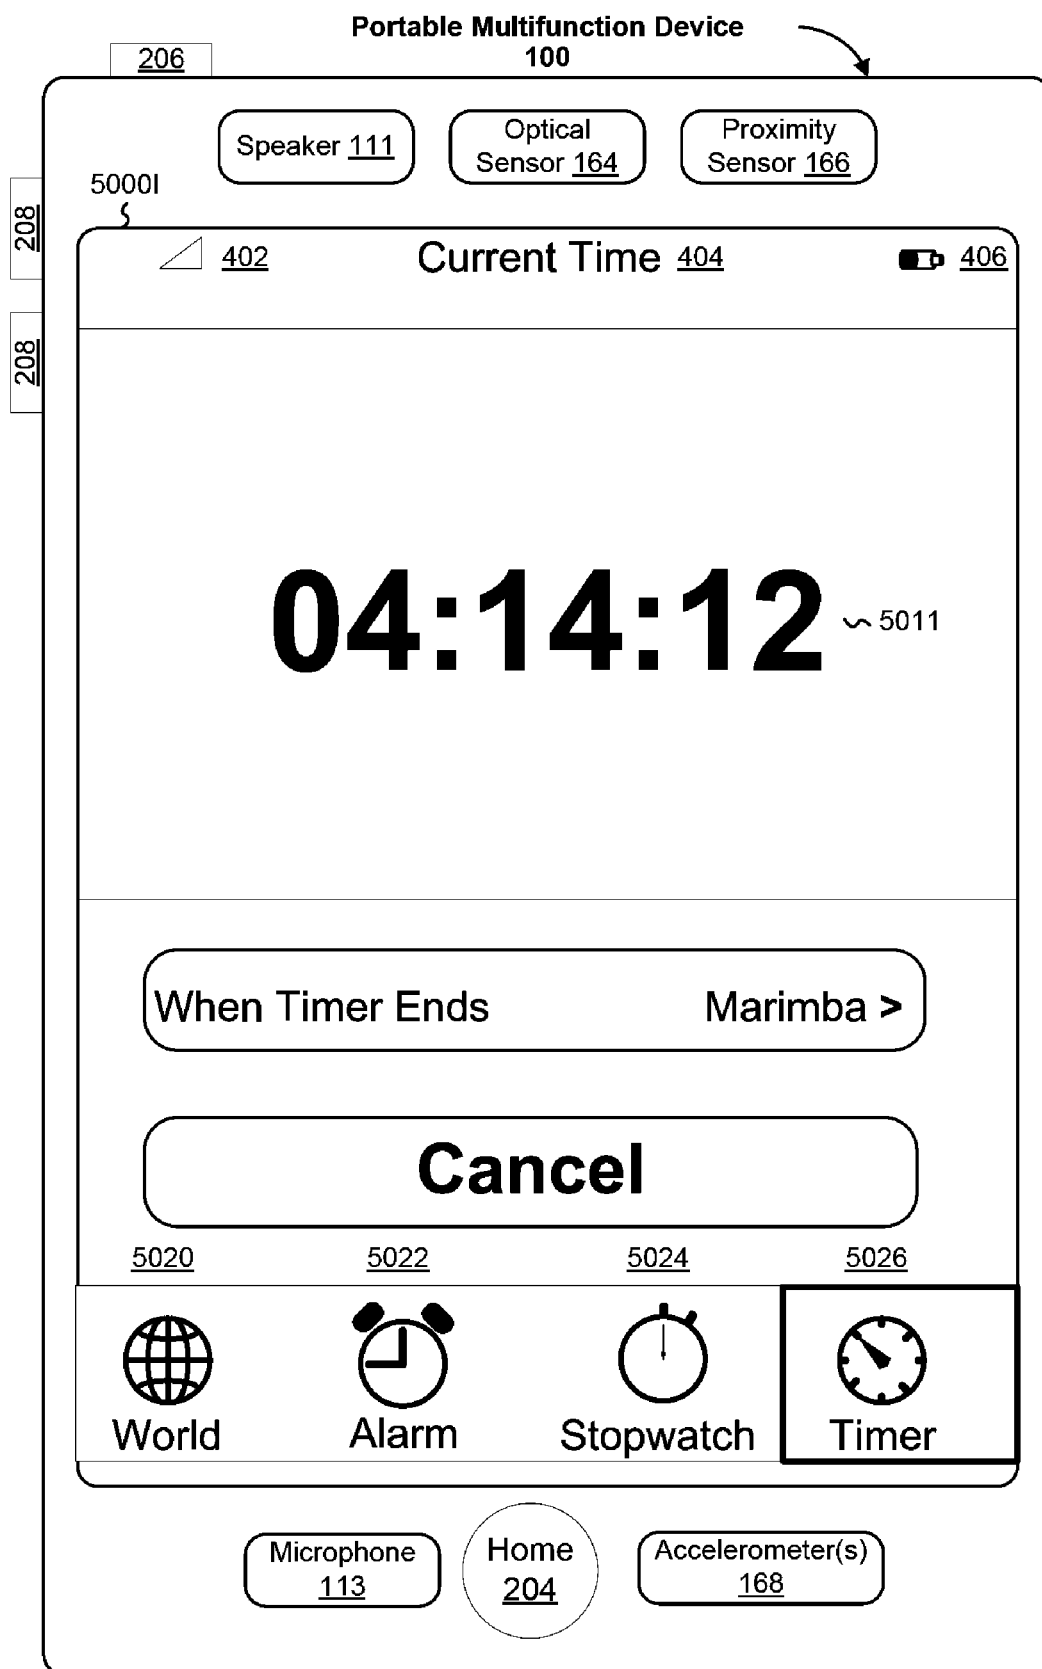 Portable Multifunction Device
100
206
Speaker 111
Optical
Sensor 164
Proximity
Sensor 166
5000I
208
402
Current Time 404
406
208
04:14:12
5011
When Timer Ends Marimba >
Cancel
5020 5022 5024 5026
World Alarm Stopwatch Timer
Microphone
113
Home
204
Accelerometer(s)
168